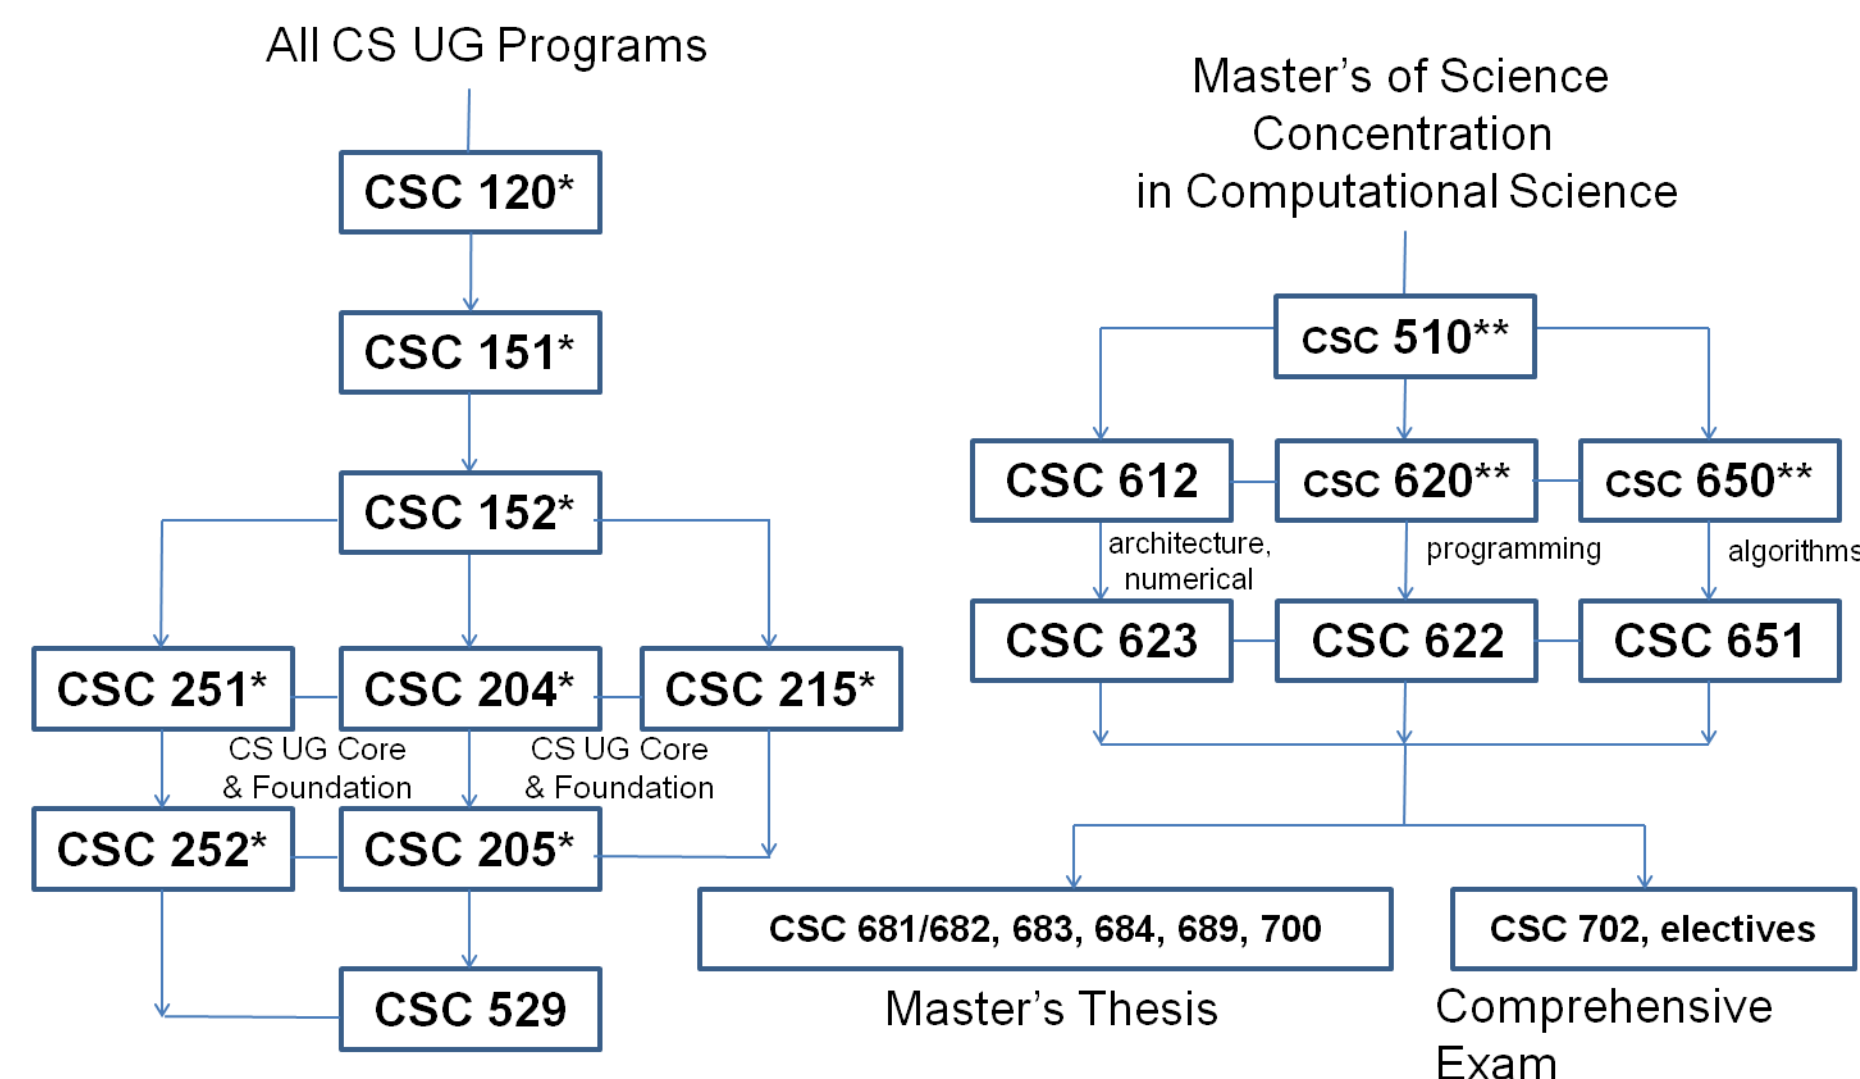 All CS UG Programs
CSC 120*
CSC 151*
CSC 152*
CSC 251*
CSC 204*
CSC 215*
CS UG Core
& Foundation
CS UG Core
& Foundation
CSC 252*
CSC 205*
CSC 529
Master's of Science
Concentration
in Computational Science
CSC 510**
CSC 612
CSC 620**
CSC 650**
architecture,
numerical
programming
algorithms
CSC 623
CSC 622
CSC 651
CSC 681/682, 683, 684, 689, 700
Master's Thesis
CSC 702, electives
Comprehensive
Exam